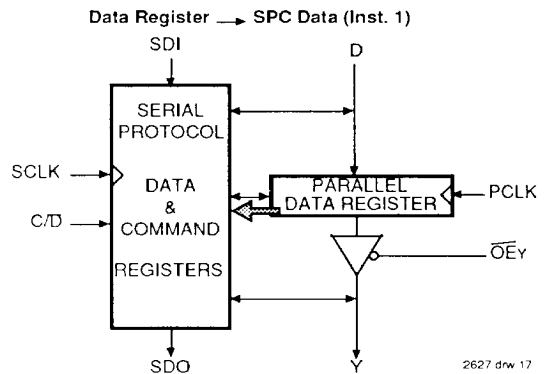 Data Register → SPC Data (Inst. 1)
SDI
D
SERIAL
PROTOCOL
SCLK
DATA
&
COMMAND
REGISTERS
C/D̅
PARALLEL
DATA REGISTER
PCLK
O̅E̅Y
SDO
Y
2627 drw 17